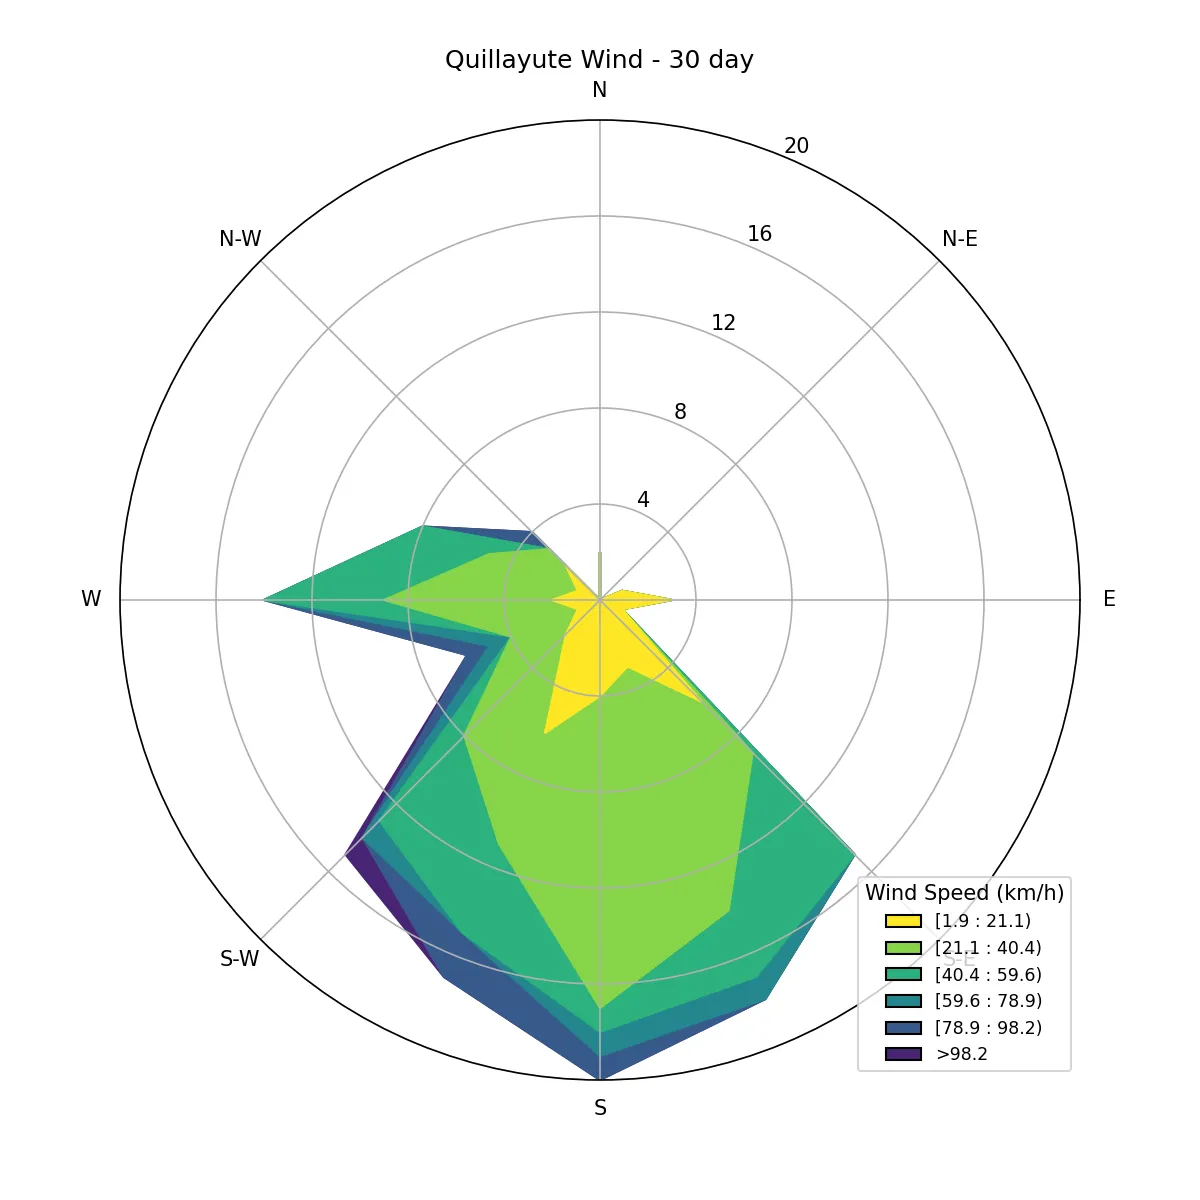 Quillayute Wind - 30 day
N
20
N-W
N-E
16
12
8
4
W
E
Wind Speed (km/h)
[1.9 : 21.1)
[21.1 : 40.4)
S-W
S-E
[40.4 : 59.6)
[59.6 : 78.9)
[78.9 : 98.2)
>98.2
S